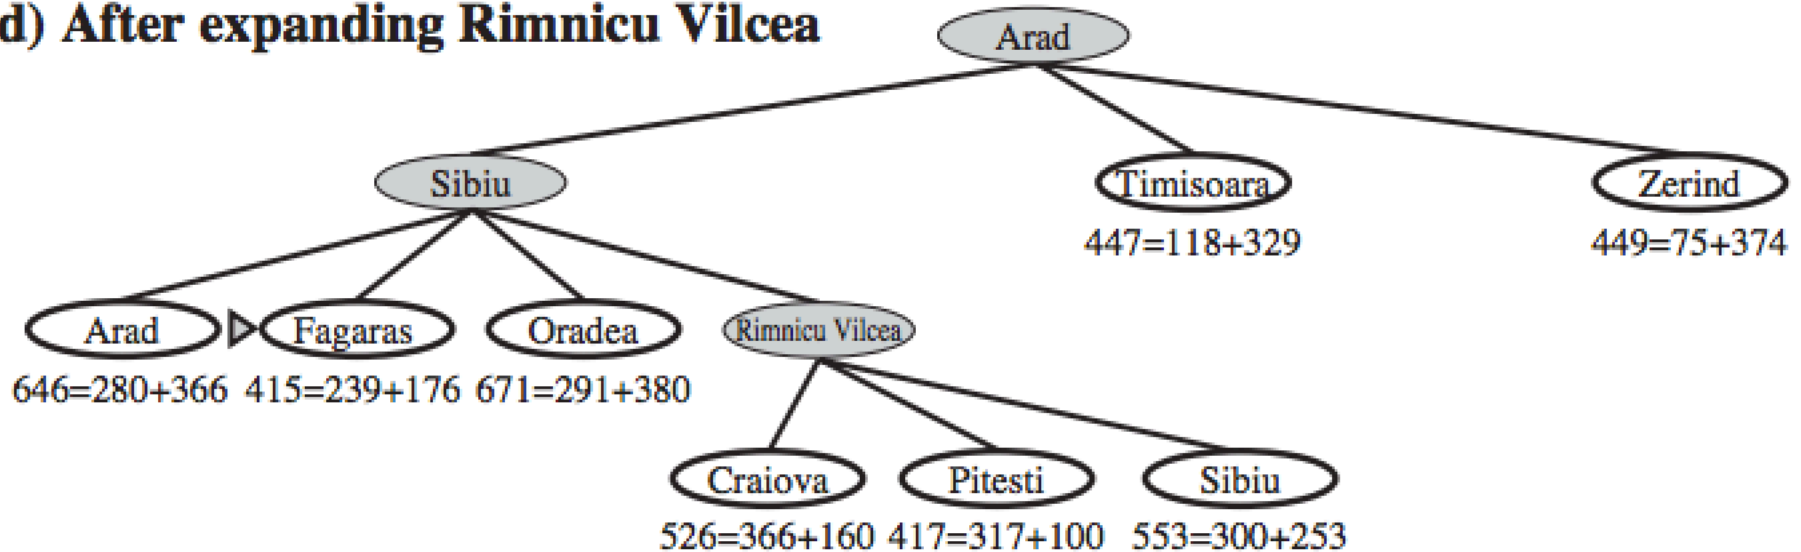 d) After expanding Rimnicu Vilcea
Arad
Sibiu
Timisoara
Zerind
447=118+329
449=75+374
Arad
Fagaras
Oradea
Rimnicu Vilcea
646=280+366
415=239+176
671=291+380
Craiova
Pitesti
Sibiu
526=366+160
417=317+100
553=300+253